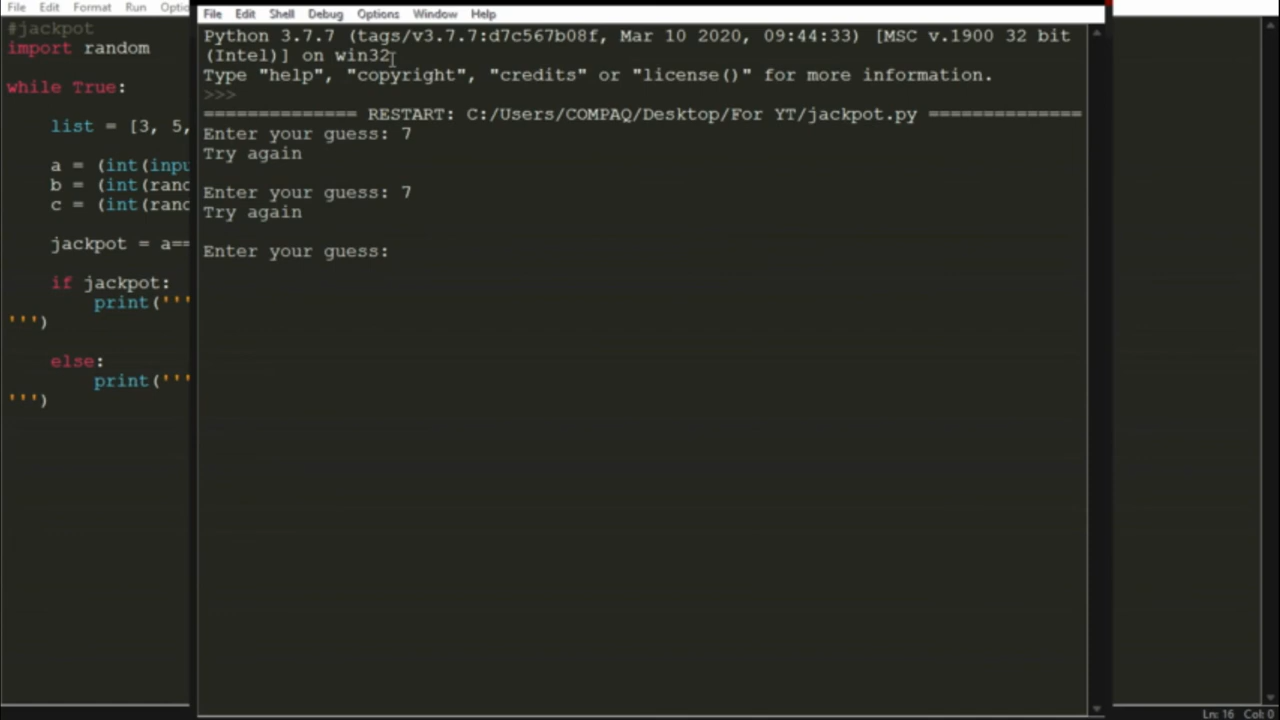 File Edit Format Run Optio
#jackpot
import random
while True:
list = [3, 5,
a = (int(inpu
b = (int(ranc
c = (int(ranc
jackpot = a==
if jackpot:
print('''
''')
else:
print('''
''')
File Edit Shell Debug Options Window Help
Python 3.7.7 (tags/v3.7.7:d7c567b08f, Mar 10 2020, 09:44:33) [MSC v.1900 32 bit
(Intel)] on win32
Type "help", "copyright", "credits" or "license()" for more information.
>>>
============== RESTART: C:/Users/COMPAQ/Desktop/For YT/jackpot.py ==============
Enter your guess: 7
Try again
Enter your guess: 7
Try again
Enter your guess:
Ln: 16 Col: 0